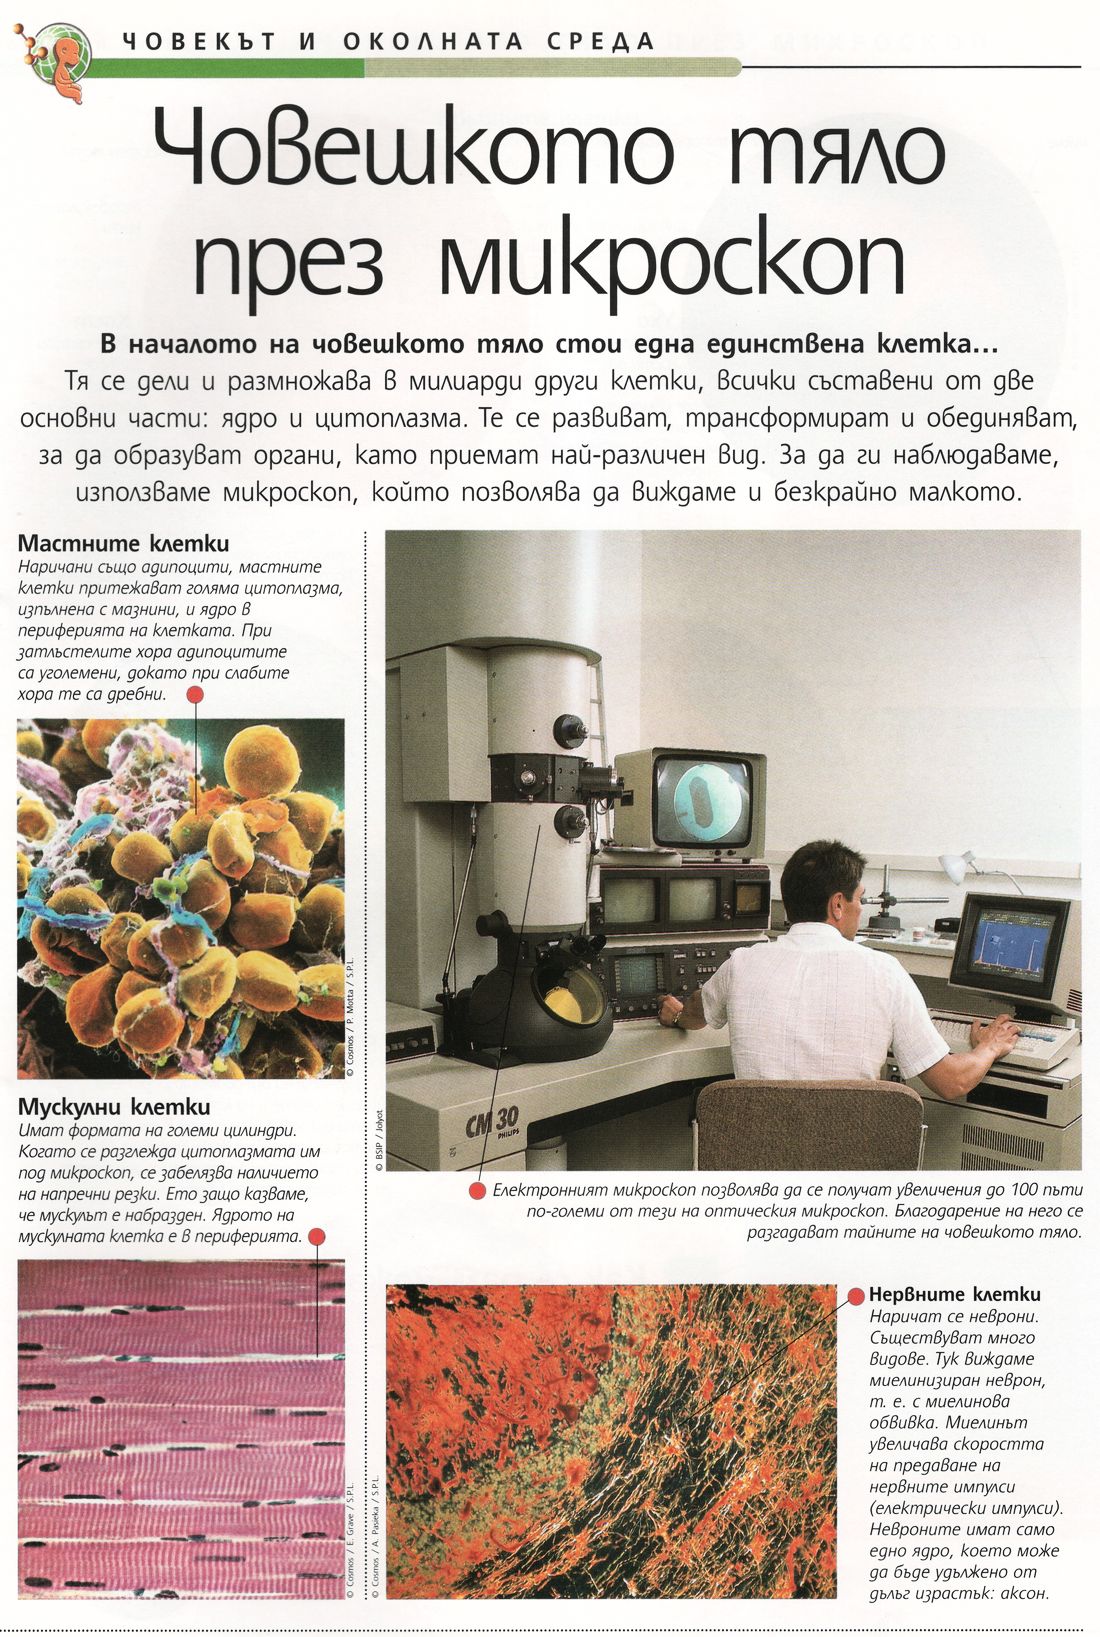 ЧОВЕКЪТ И ОКОЛНАТА СРЕДА
Човешкото тяло
през микроскоп
В началото на човешкото тяло стои една единствена клетка...
Тя се дели и размножава в милиарди други клетки, всички съставени от две
основни части: ядро и цитоплазма. Те се развиват, трансформират и обединяват,
за да образуват органи, като приемат най-различен вид. За да ги наблюдаваме,
използваме микроскоп, който позволява да виждаме и безкрайно малкото.
Мастните клетки
Наричани също адипоцити, мастните
клетки притежават голяма цитоплазма,
изпълнена с мазнини, и ядро в
периферията на клетката. При
затлъстелите хора адипоцитите
са уголемени, докато при слабите
хора те са дребни.
© Cosmos / P. Motta / S.P.L.
Мускулни клетки
Имат формата на големи цилиндри.
Когато се разглежда цитоплазмата им
под микроскоп, се забелязва наличието
на напречни резки. Ето защо казваме,
че мускулът е набразден. Ядрото на
мускулната клетка е в периферията.
© Cosmos / E. Grave / S.P.L.
CM 30
PHILIPS
© BSIP / Jolyot
Електронният микроскоп позволява да се получат увеличения до 100 пъти
по-големи от тези на оптическия микроскоп. Благодарение на него се
разгадават тайните на човешкото тяло.
© Cosmos / A. Pasieka / S.P.L.
Нервните клетки
Наричат се неврони.
Съществуват много
видове. Тук виждаме
миелинизиран неврон,
т. е. с миелинова
обвивка. Миелинът
увеличава скоростта
на предаване на
нервните импулси
(електрически импулси).
Невроните имат само
едно ядро, което може
да бъде удължено от
дълъг израстък: аксон.